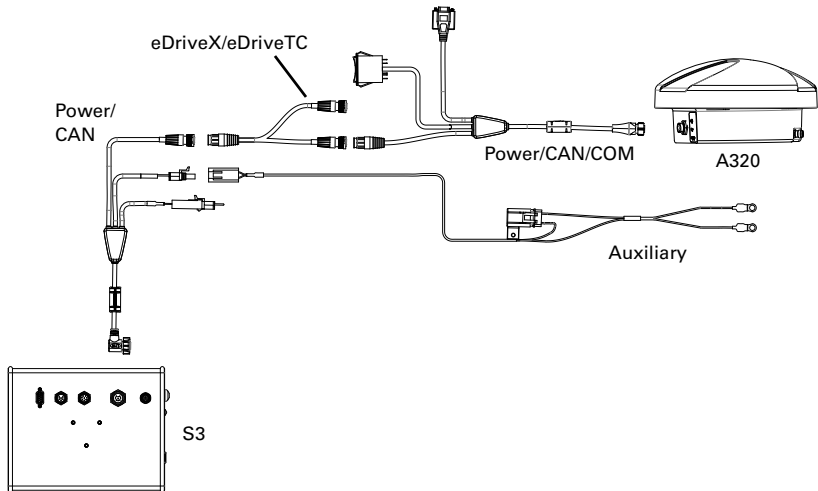 eDriveX/eDriveTC
Power/
CAN
Power/CAN/COM
A320
Auxiliary
S3